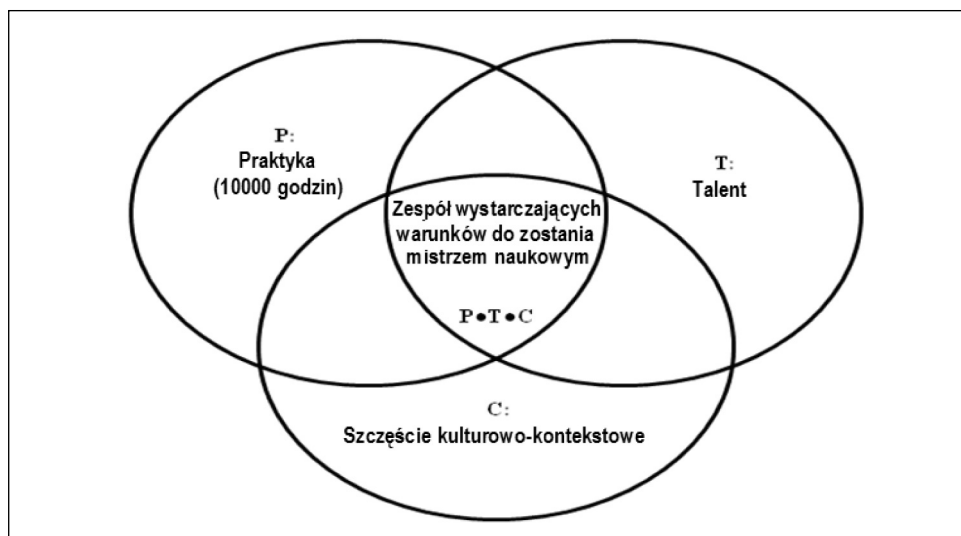 P:
Praktyka
(10000 godzin)
T:
Talent
Zespół wystarczających
warunków do zostania
mistrzem naukowym
P●T●C
C:
Szczęście kulturowo-kontekstowe